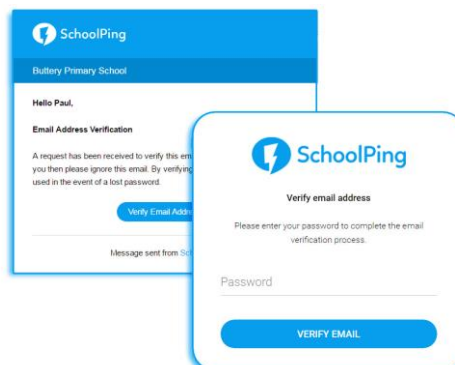 SchoolPing
Buttery Primary School
Hello Paul,
Email Address Verification
A request has been received to verify this em
you then please ignore this email. By verifying
used in the event of a lost password.
Verify Email Addre
Message sent from Sc
SchoolPing
Verify email address
Please enter your password to complete the email
verification process.
Password
VERIFY EMAIL